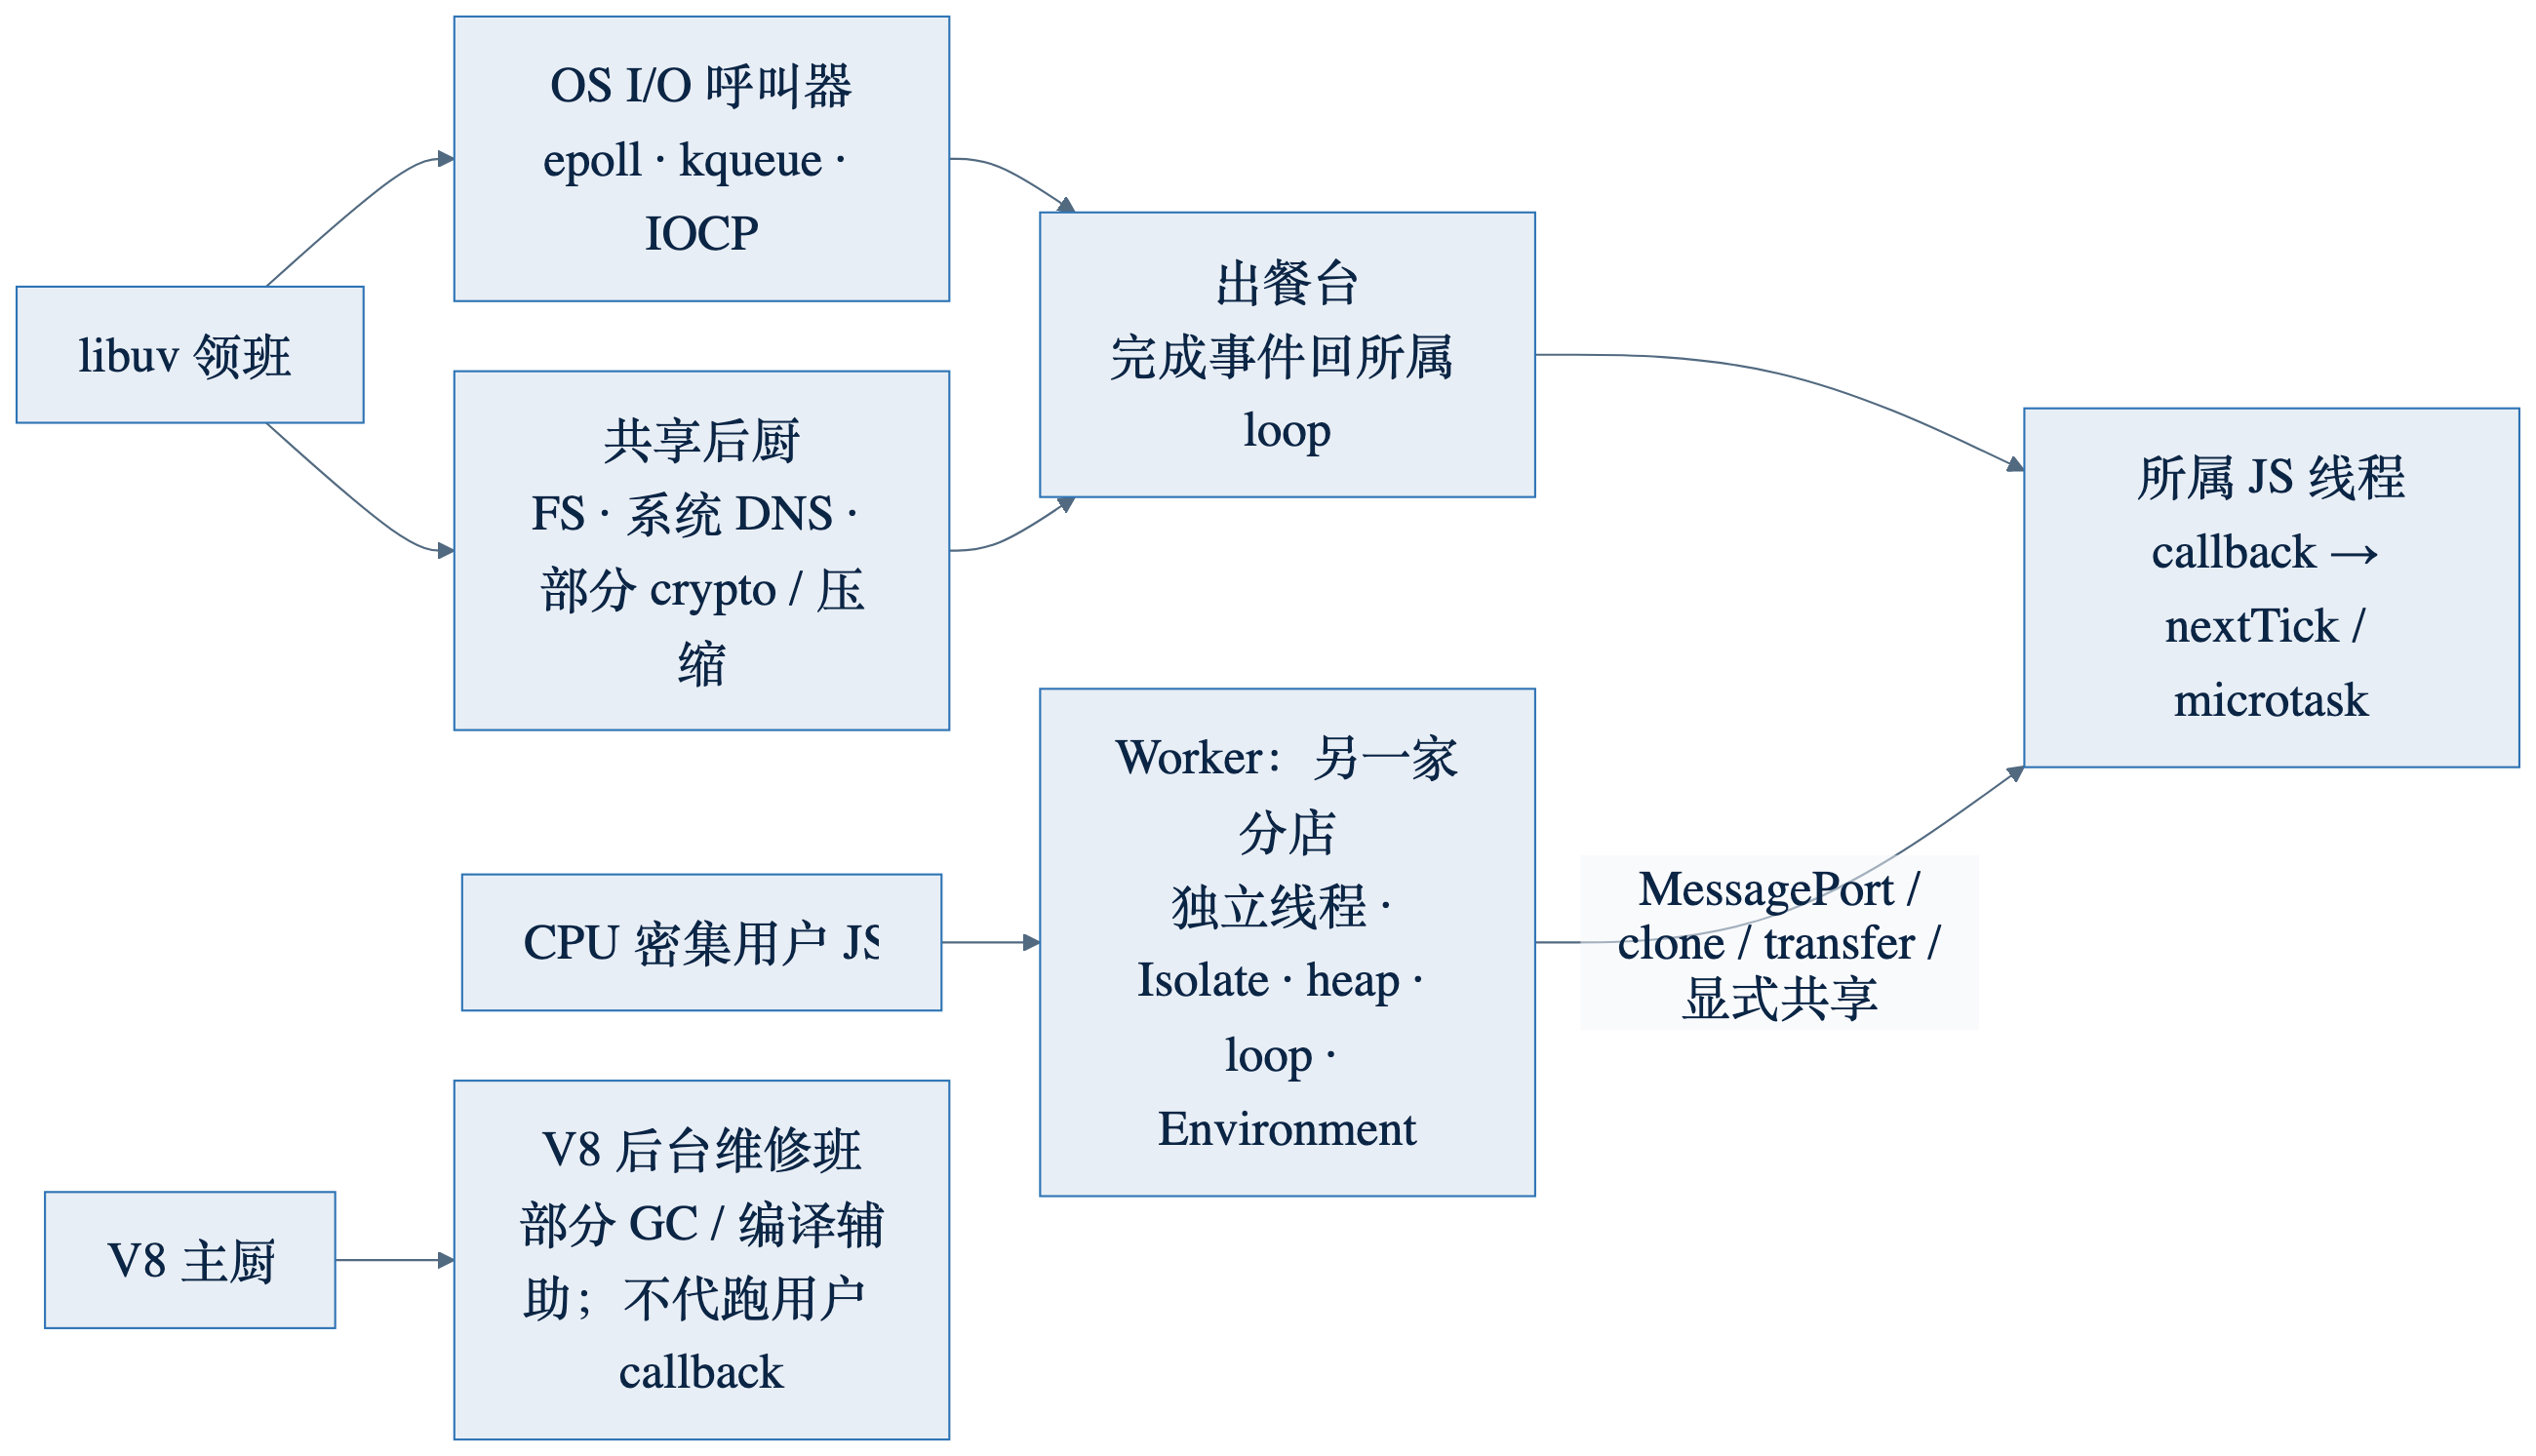 OS I/O 呼叫器
epoll · kqueue ·
IOCP
libuv 领班
共享后厨
FS · 系统 DNS ·
部分 crypto / 压
缩
出餐台
完成事件回所属
loop
所属 JS 线程
callback →
nextTick /
microtask
Worker：另一家
分店
独立线程 ·
Isolate · heap ·
loop ·
Environment
MessagePort /
clone / transfer /
显式共享
CPU 密集用户 JS
V8 主厨
V8 后台维修班
部分 GC / 编译辅
助；不代跑用户
callback